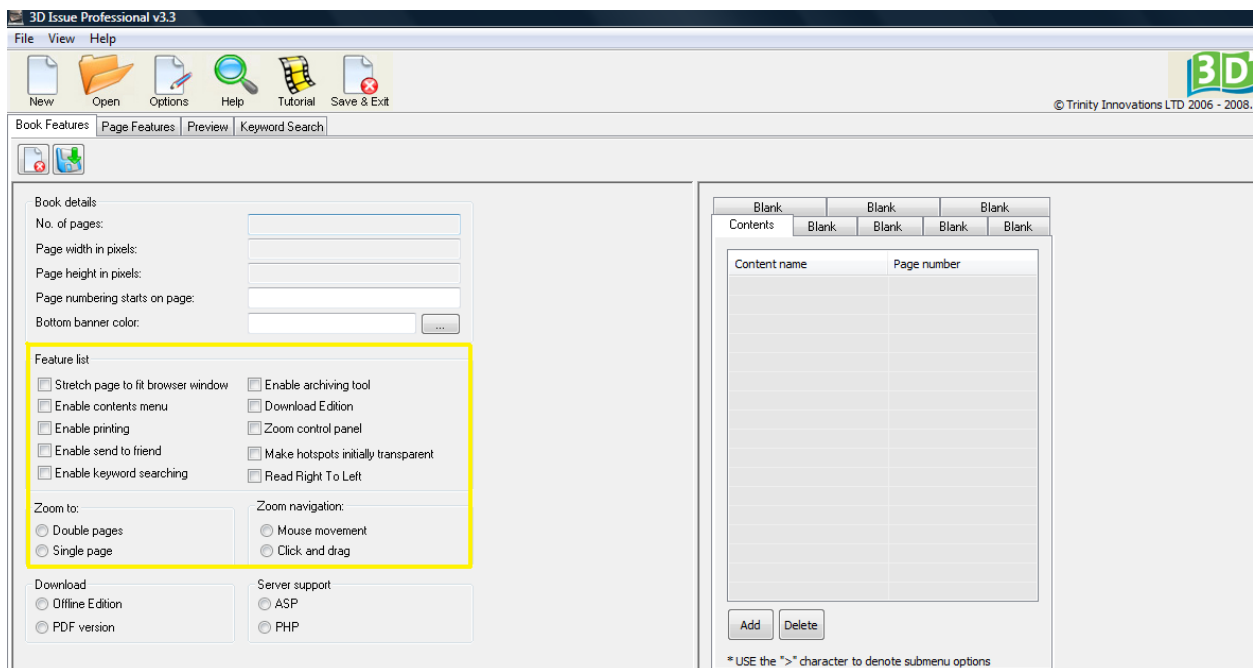 3D Issue Professional v3.3
File View Help
New Open Options Help Tutorial Save & Exit
3D
© Trinity Innovations LTD 2006 - 2008.
Book Features Page Features Preview Keyword Search
Book details
No. of pages:
Page width in pixels:
Page height in pixels:
Page numbering starts on page:
Bottom banner color:
...
Feature list
Stretch page to fit browser window
Enable contents menu
Enable printing
Enable send to friend
Enable keyword searching
Enable archiving tool
Download Edition
Zoom control panel
Make hotspots initially transparent
Read Right To Left
Zoom to:
Double pages
Single page
Zoom navigation:
Mouse movement
Click and drag
Download
Offline Edition
PDF version
Server support
ASP
PHP
Blank Blank Blank
Contents Blank Blank Blank Blank
Content name Page number
Add Delete
* USE the ">" character to denote submenu options